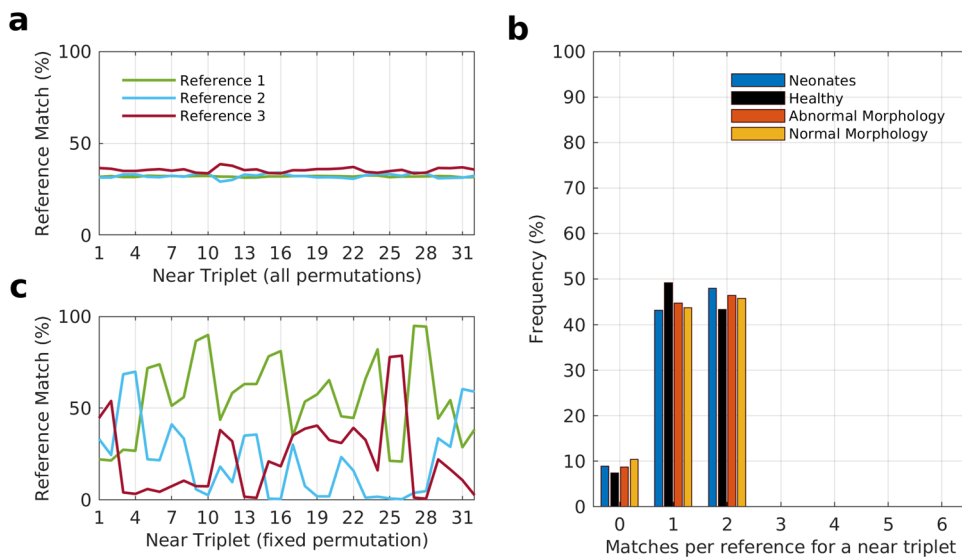 a
Reference Match (%)
100
50
0
Reference 1
Reference 2
Reference 3
1 4 7 10 13 16 19 22 25 28 31
Near Triplet (all permutations)
c
Reference Match (%)
100
50
0
1 4 7 10 13 16 19 22 25 28 31
Near Triplet (fixed permutation)
b
Frequency (%)
100
90
80
70
60
50
40
30
20
10
0
Neonates
Healthy
Abnormal Morphology
Normal Morphology
0 1 2 3 4 5 6
Matches per reference for a near triplet